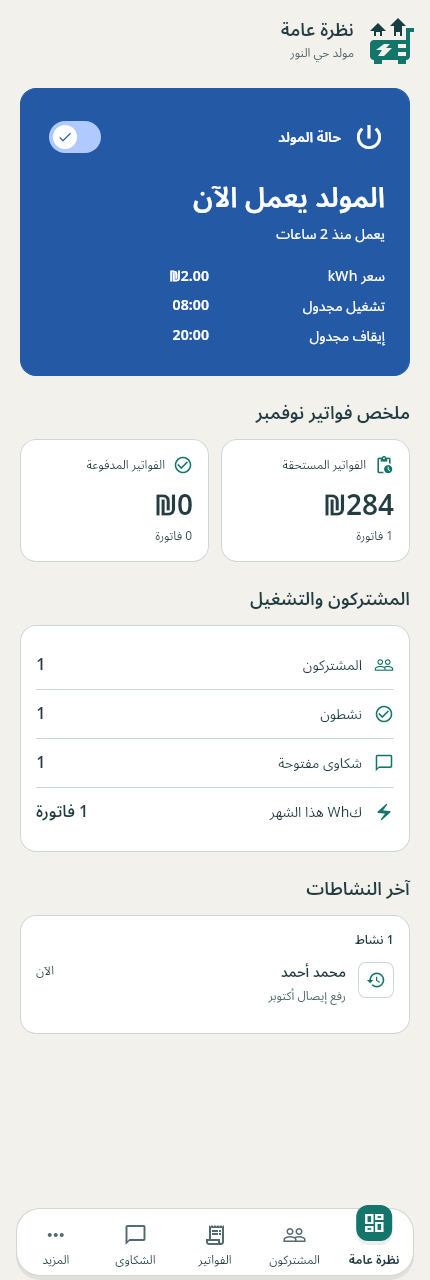 نظرة عامة
مولد حي النور
حالة المولد
المولد يعمل الآن
يعمل منذ 2 ساعات
سعر kWh ₪2.00
تشغيل مجدول 08:00
إيقاف مجدول 20:00
ملخص فواتير نوفمبر
الفواتير المستحقة
₪284
1 فاتورة
الفواتير المدفوعة
₪0
0 فاتورة
المشتركون والتشغيل
المشتركون 1
نشطون 1
شكاوى مفتوحة 1
كWh هذا الشهر 1 فاتورة
آخر النشاطات
1 نشاط
محمد أحمد الآن
رفع إيصال أكتوبر
نظرة عامة
المشتركون
الفواتير
الشكاوى
المزيد